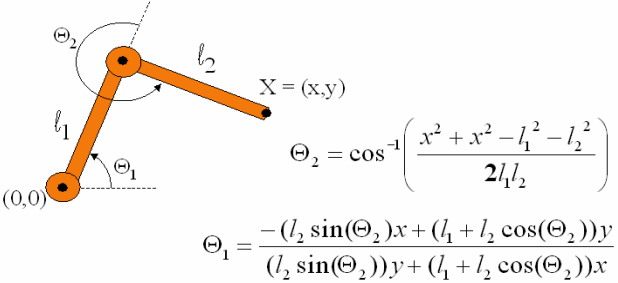 Θ₂
l₂
X = (x,y)
l₁
Θ₁
(0,0)
Θ₂ = cos⁻¹( (x² + x² − l₁² − l₂²) / (2l₁l₂) )
Θ₁ = (−(l₂ sin(Θ₂)x + (l₁ + l₂ cos(Θ₂))y) / ((l₂ sin(Θ₂))y + (l₁ + l₂ cos(Θ₂))x)